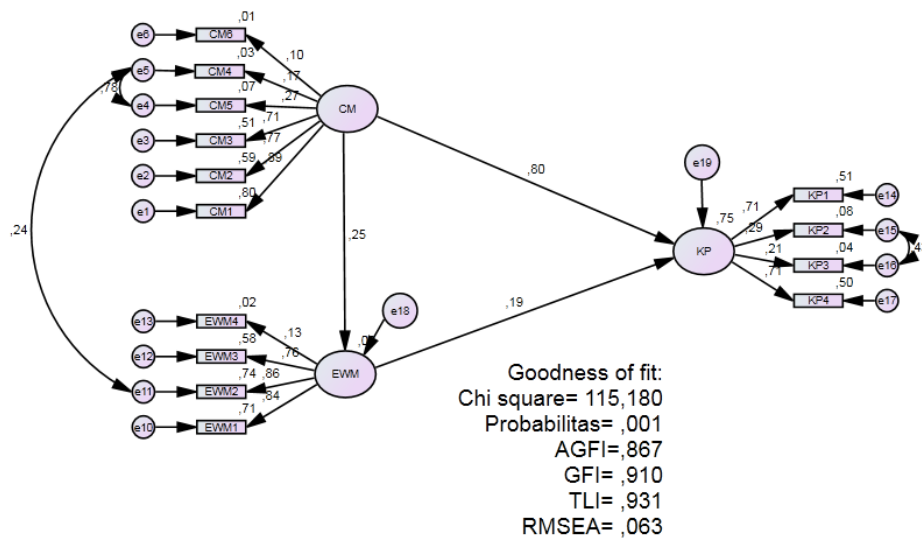 ,01
e6 CM6
,10
,03
e5 CM4
,17
,78
,07
e4 CM5
,27
CM
,71
,51
e3 CM3
,77
,59
e2 CM2
,89
,80
e1 CM1
,80
e19
,51
,71 KP1 e14
,75
,08
,29 KP2 e15
KP
,4
,04
,21 KP3 e16
,71
,50
KP4 e17
,24
,25
,19
,02
e13 EWM4
,13
e18
,58
e12 EWM3
,76
,74
e11 EWM2
,86
EWM
,84
,71
e10 EWM1
Goodness of fit:
Chi square= 115,180
Probabilitas= ,001
AGFI=,867
GFI= ,910
TLI= ,931
RMSEA= ,063